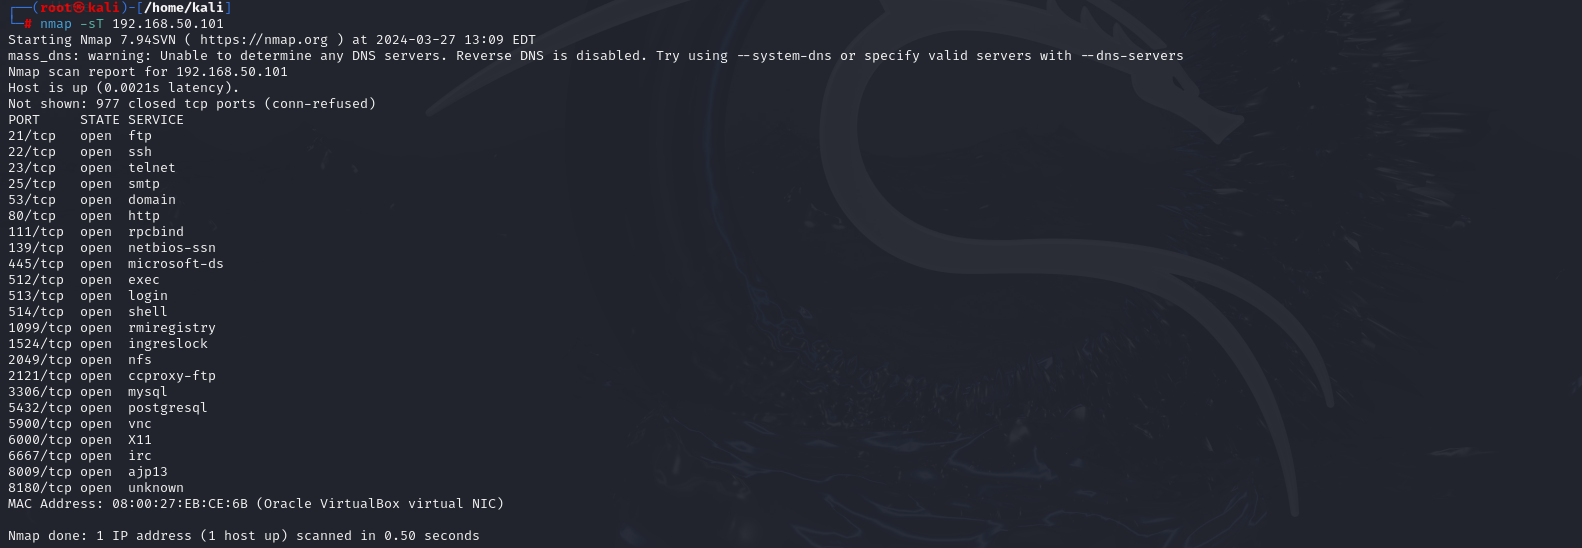 ┌──(root㉿kali)-[/home/kali]
└─# nmap -sT 192.168.50.101
Starting Nmap 7.94SVN ( https://nmap.org ) at 2024-03-27 13:09 EDT
mass_dns: warning: Unable to determine any DNS servers. Reverse DNS is disabled. Try using --system-dns or specify valid servers with --dns-servers
Nmap scan report for 192.168.50.101
Host is up (0.0021s latency).
Not shown: 977 closed tcp ports (conn-refused)
PORT     STATE SERVICE
21/tcp   open  ftp
22/tcp   open  ssh
23/tcp   open  telnet
25/tcp   open  smtp
53/tcp   open  domain
80/tcp   open  http
111/tcp  open  rpcbind
139/tcp  open  netbios-ssn
445/tcp  open  microsoft-ds
512/tcp  open  exec
513/tcp  open  login
514/tcp  open  shell
1099/tcp open  rmiregistry
1524/tcp open  ingreslock
2049/tcp open  nfs
2121/tcp open  ccproxy-ftp
3306/tcp open  mysql
5432/tcp open  postgresql
5900/tcp open  vnc
6000/tcp open  X11
6667/tcp open  irc
8009/tcp open  ajp13
8180/tcp open  unknown
MAC Address: 08:00:27:EB:CE:6B (Oracle VirtualBox virtual NIC)
Nmap done: 1 IP address (1 host up) scanned in 0.50 seconds